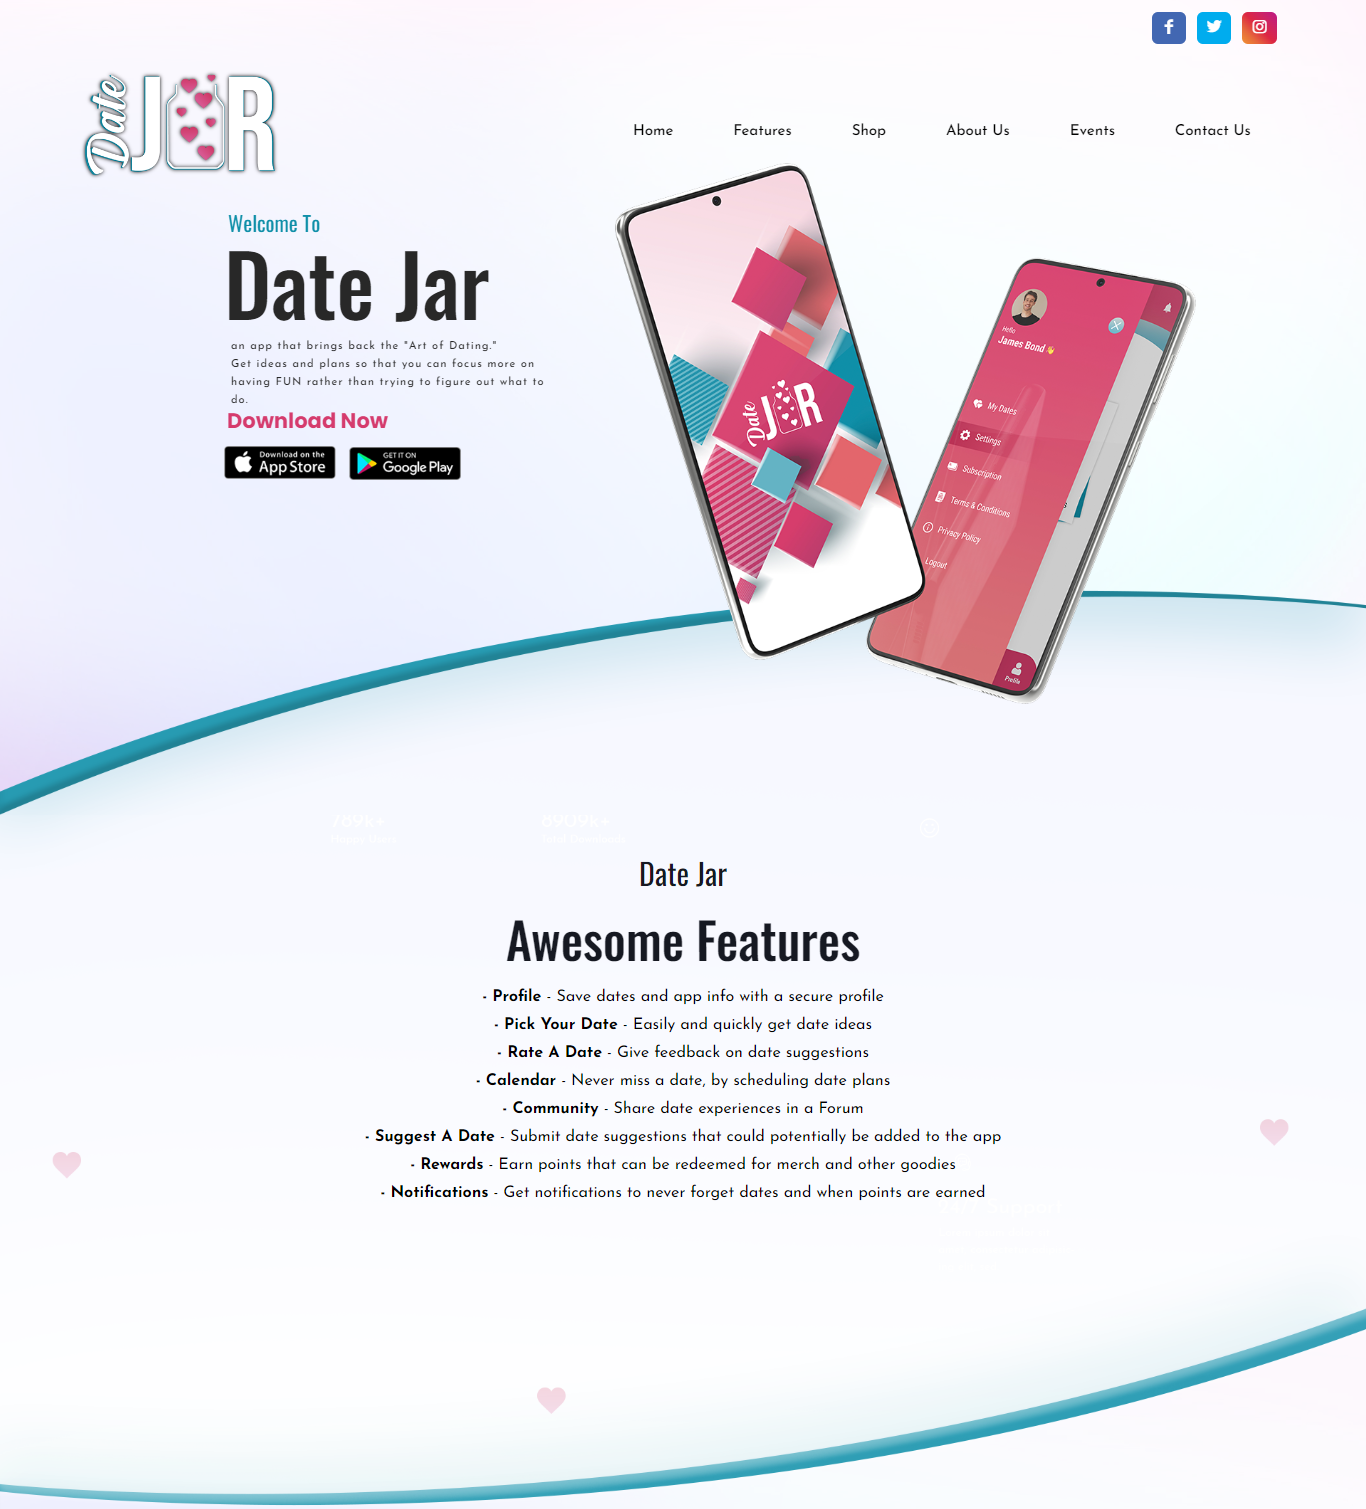 Date JAR
Home Features Shop About Us Events Contact Us
Welcome To
Date Jar
an app that brings back the "Art of Dating."
Get ideas and plans so that you can focus more on
having FUN rather than trying to figure out what to
do.
Download Now
Download on the
App Store
GET IT ON
Google Play
Date JAR
Hello
James Bond 👋
My Dates
Settings
Subscription
Terms & Conditions
Privacy Policy
Logout
Profile
789k+
8909k+
Date Jar
Awesome Features
- Profile - Save dates and app info with a secure profile
- Pick Your Date - Easily and quickly get date ideas
- Rate A Date - Give feedback on date suggestions
- Calendar - Never miss a date, by scheduling date plans
- Community - Share date experiences in a Forum
- Suggest A Date - Submit date suggestions that could potentially be added to the app
- Rewards - Earn points that can be redeemed for merch and other goodies
- Notifications - Get notifications to never forget dates and when points are earned